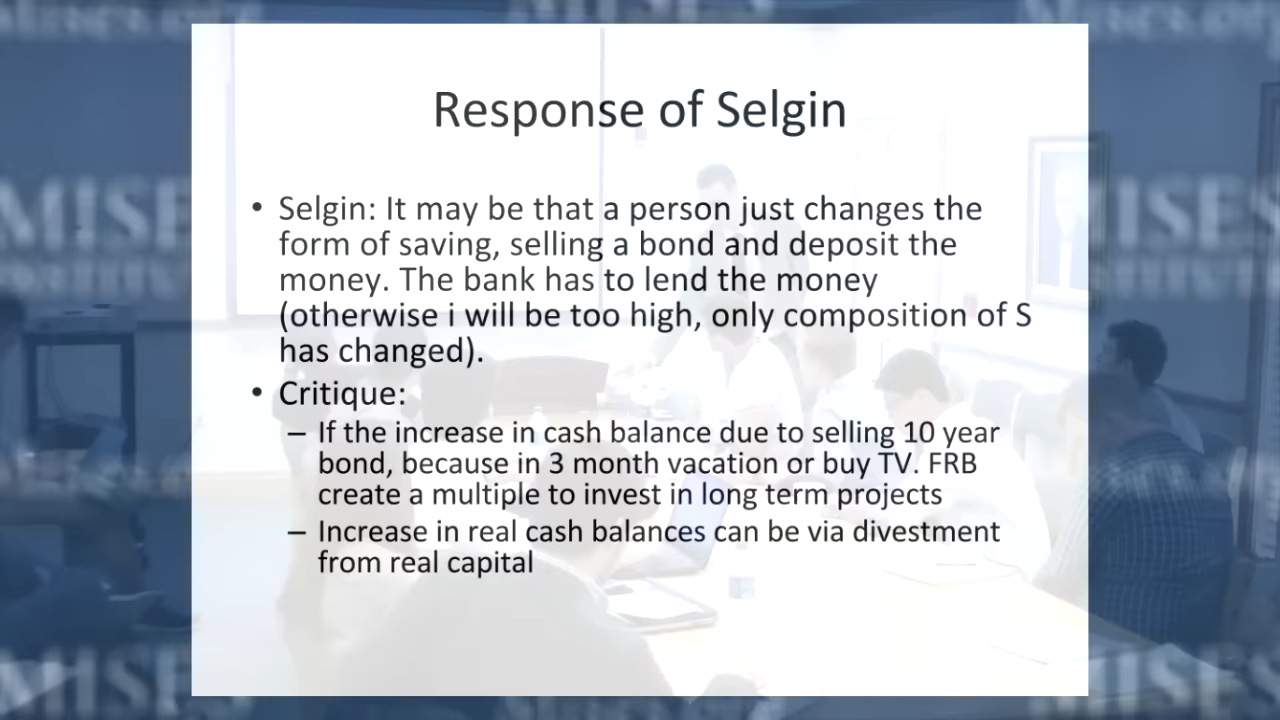 Mises.org
Response of Selgin
• Selgin: It may be that a person just changes the
form of saving, selling a bond and deposit the
money. The bank has to lend the money
(otherwise i will be too high, only composition of S
has changed).
• Critique:
– If the increase in cash balance due to selling 10 year
bond, because in 3 month vacation or buy TV. FRB
create a multiple to invest in long term projects
– Increase in real cash balances can be via divestment
from real capital
MISES
MISES